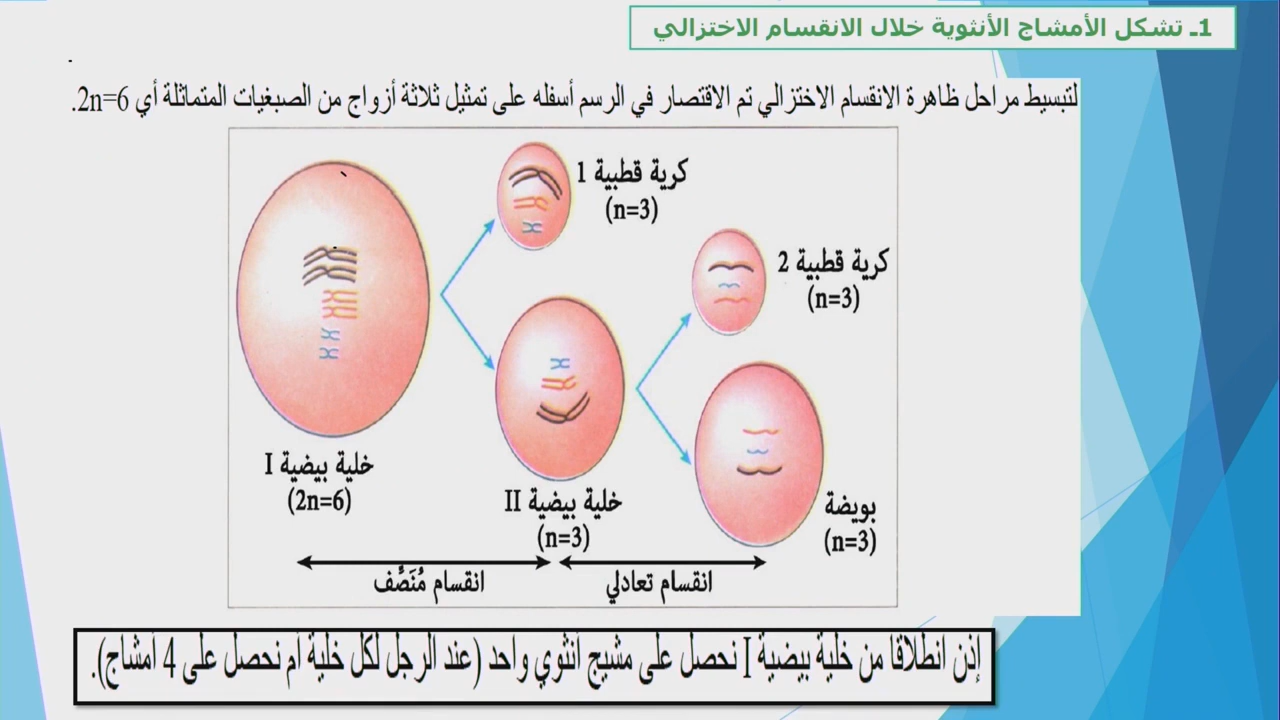 1ـ تشكل الأمشاج الأنثوية خلال الانقسام الاختزالي
لتبسيط مراحل ظاهرة الانقسام الاختزالي تم الاقتصار في الرسم أسفله على تمثيل ثلاثة أزواج من الصبغيات المتماثلة أي 2n=6.
كرية قطبية 1
(n=3)
كرية قطبية 2
(n=3)
خلية بيضية I
(2n=6)
خلية بيضية II
(n=3)
بويضة
(n=3)
انقسام مُنَصِّف
انقسام تعادلي
إذن انطلاقا من خلية بيضية I نحصل على مشيج أنثوي واحد (عند الرجل لكل خلية أم نحصل على 4 أمشاج).